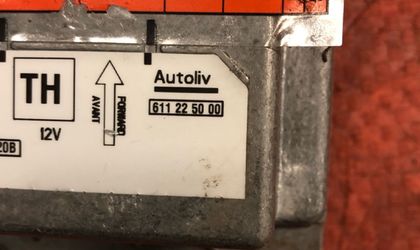 TH
Autoliv
611 22 50 00
12V
FORWARD
AVANT
20B